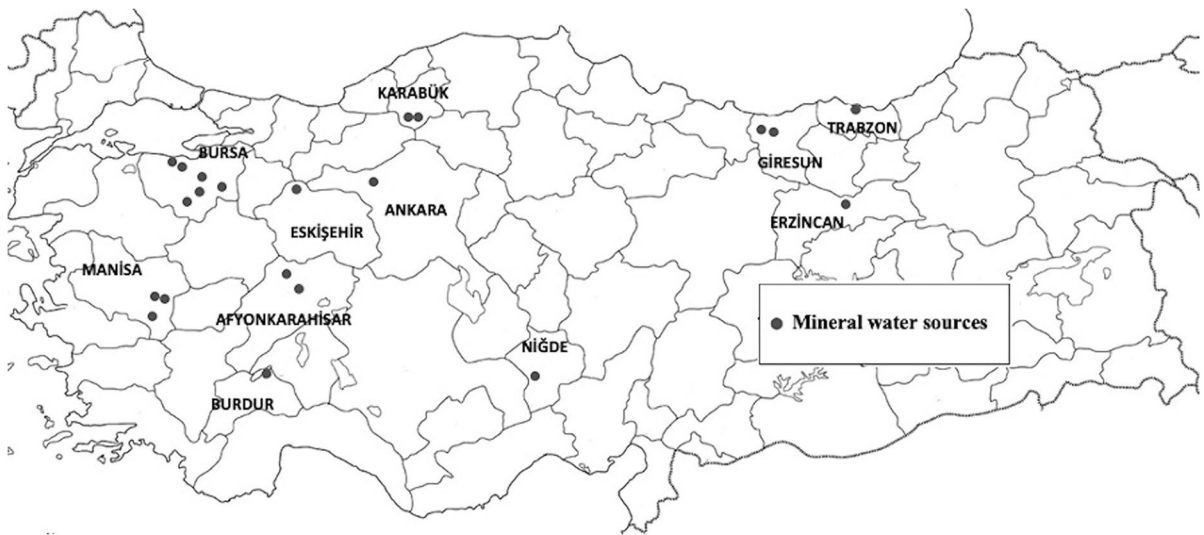 KARABÜK
TRABZON
BURSA
GİRESUN
ANKARA
ERZİNCAN
ESKİŞEHİR
MANİSA
AFYONKARAHİSAR
Mineral water sources
NİĞDE
BURDUR